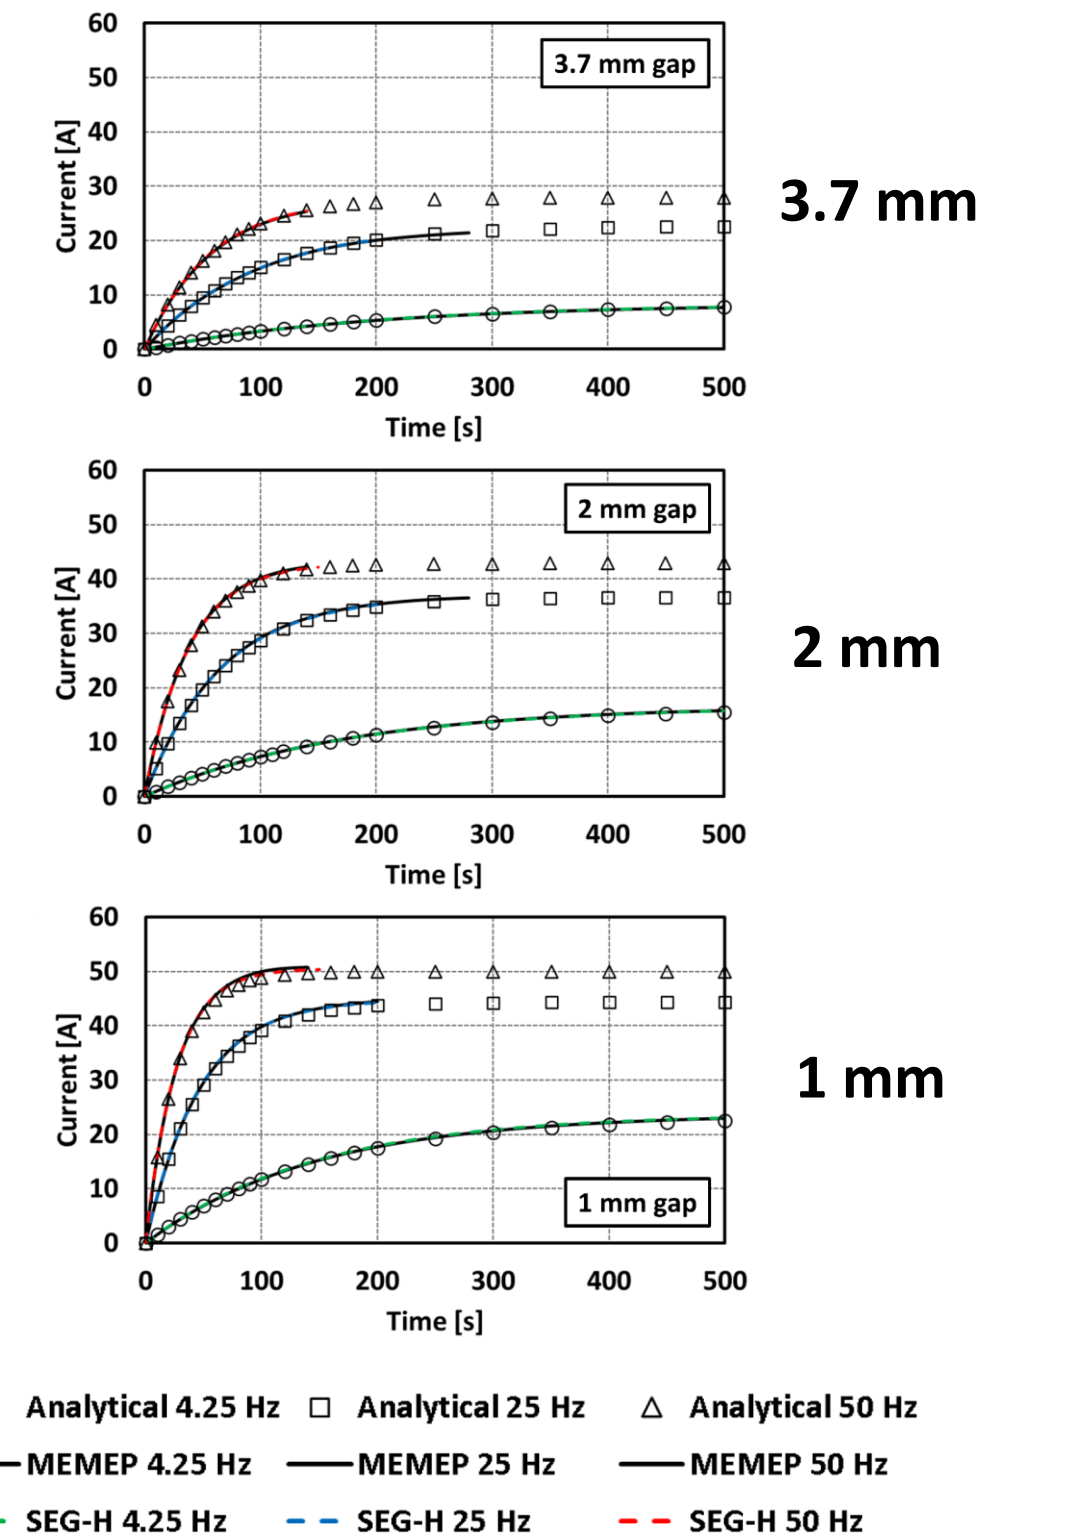 60
3.7 mm gap
50
40
30
20
10
0
Current [A]
0 100 200 300 400 500
Time [s]
3.7 mm
60
2 mm gap
50
40
30
20
10
0
Current [A]
0 100 200 300 400 500
Time [s]
2 mm
60
50
40
30
20
10
0
1 mm gap
Current [A]
0 100 200 300 400 500
Time [s]
1 mm
Analytical 4.25 Hz Analytical 25 Hz Analytical 50 Hz
MEMEP 4.25 Hz MEMEP 25 Hz MEMEP 50 Hz
SEG-H 4.25 Hz SEG-H 25 Hz SEG-H 50 Hz